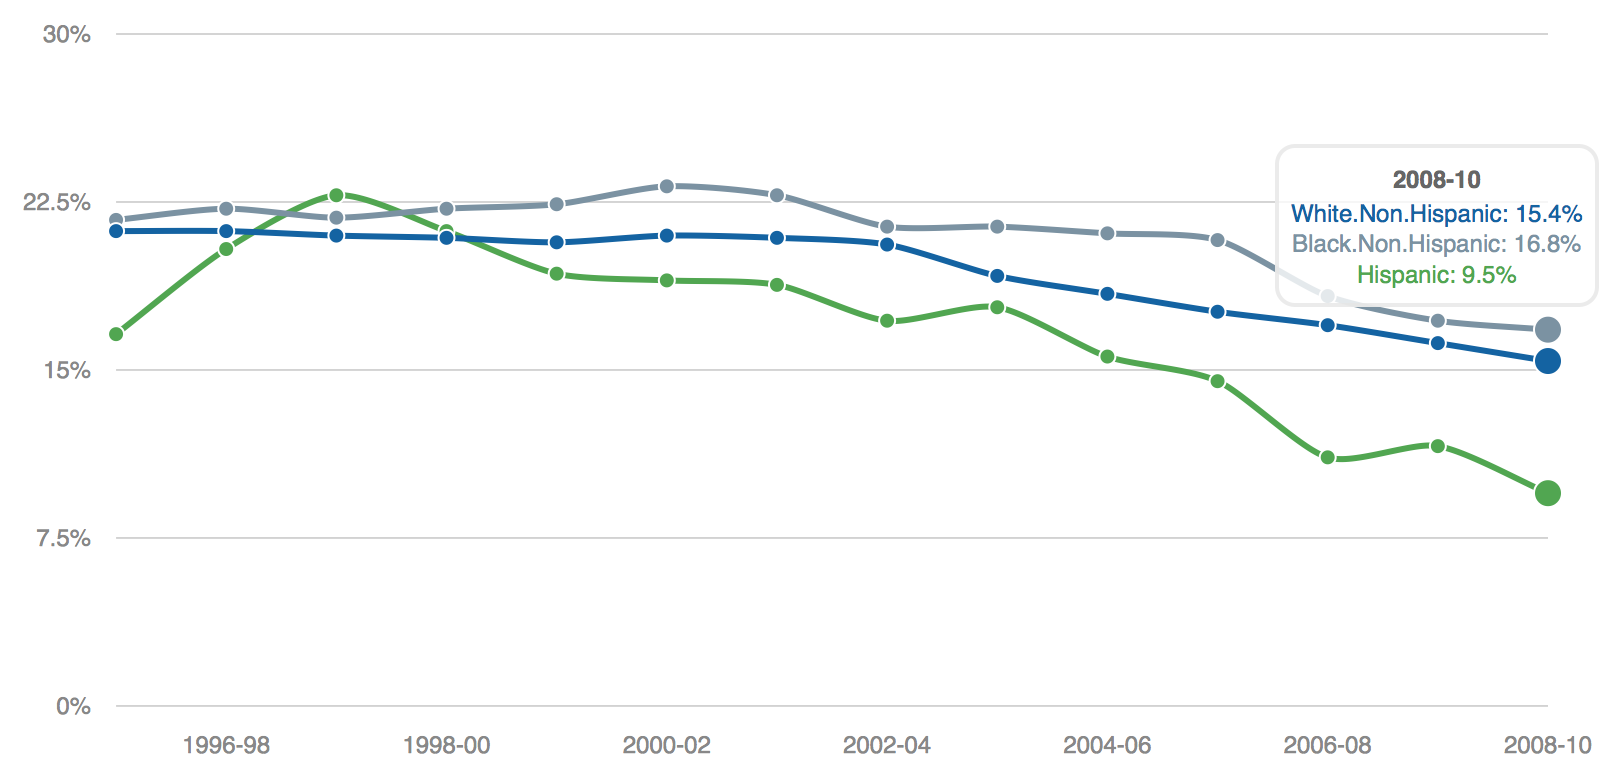 30%
22.5%
15%
7.5%
0%
2008-10
White.Non.Hispanic: 15.4%
Black.Non.Hispanic: 16.8%
Hispanic: 9.5%
1996-98 1998-00 2000-02 2002-04 2004-06 2006-08 2008-10